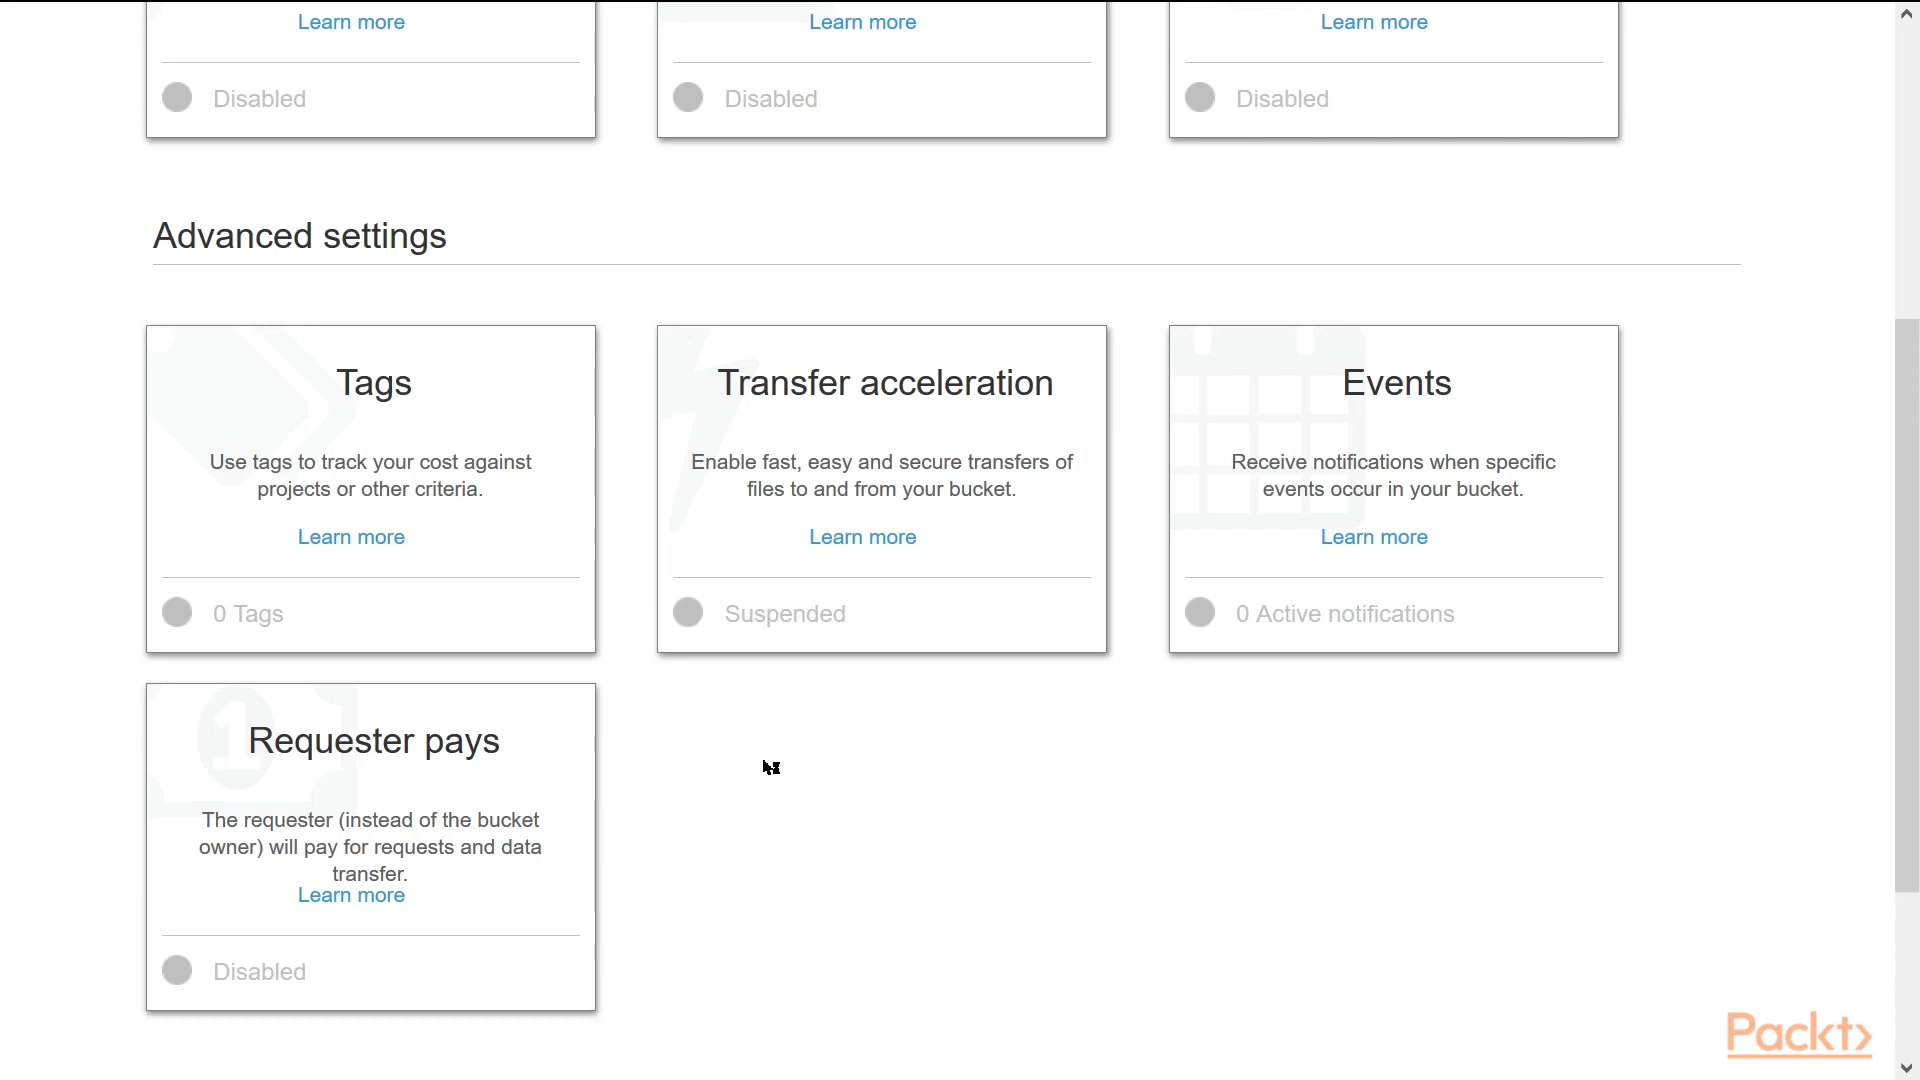 Learn more
Learn more
Learn more
Disabled
Disabled
Disabled
Advanced settings
Tags
Use tags to track your cost against
projects or other criteria.
Learn more
0 Tags
Transfer acceleration
Enable fast, easy and secure transfers of
files to and from your bucket.
Learn more
Suspended
Events
Receive notifications when specific
events occur in your bucket.
Learn more
0 Active notifications
1
Requester pays
The requester (instead of the bucket
owner) will pay for requests and data
transfer.
Learn more
Disabled
Packt>